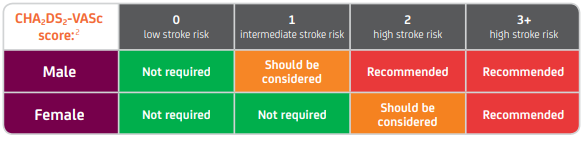 CHA₂DS₂-VASc score:² 0 1 2 3+
low stroke risk intermediate stroke risk high stroke risk high stroke risk
Male Not required Should be considered Recommended Recommended
Female Not required Not required Should be considered Recommended